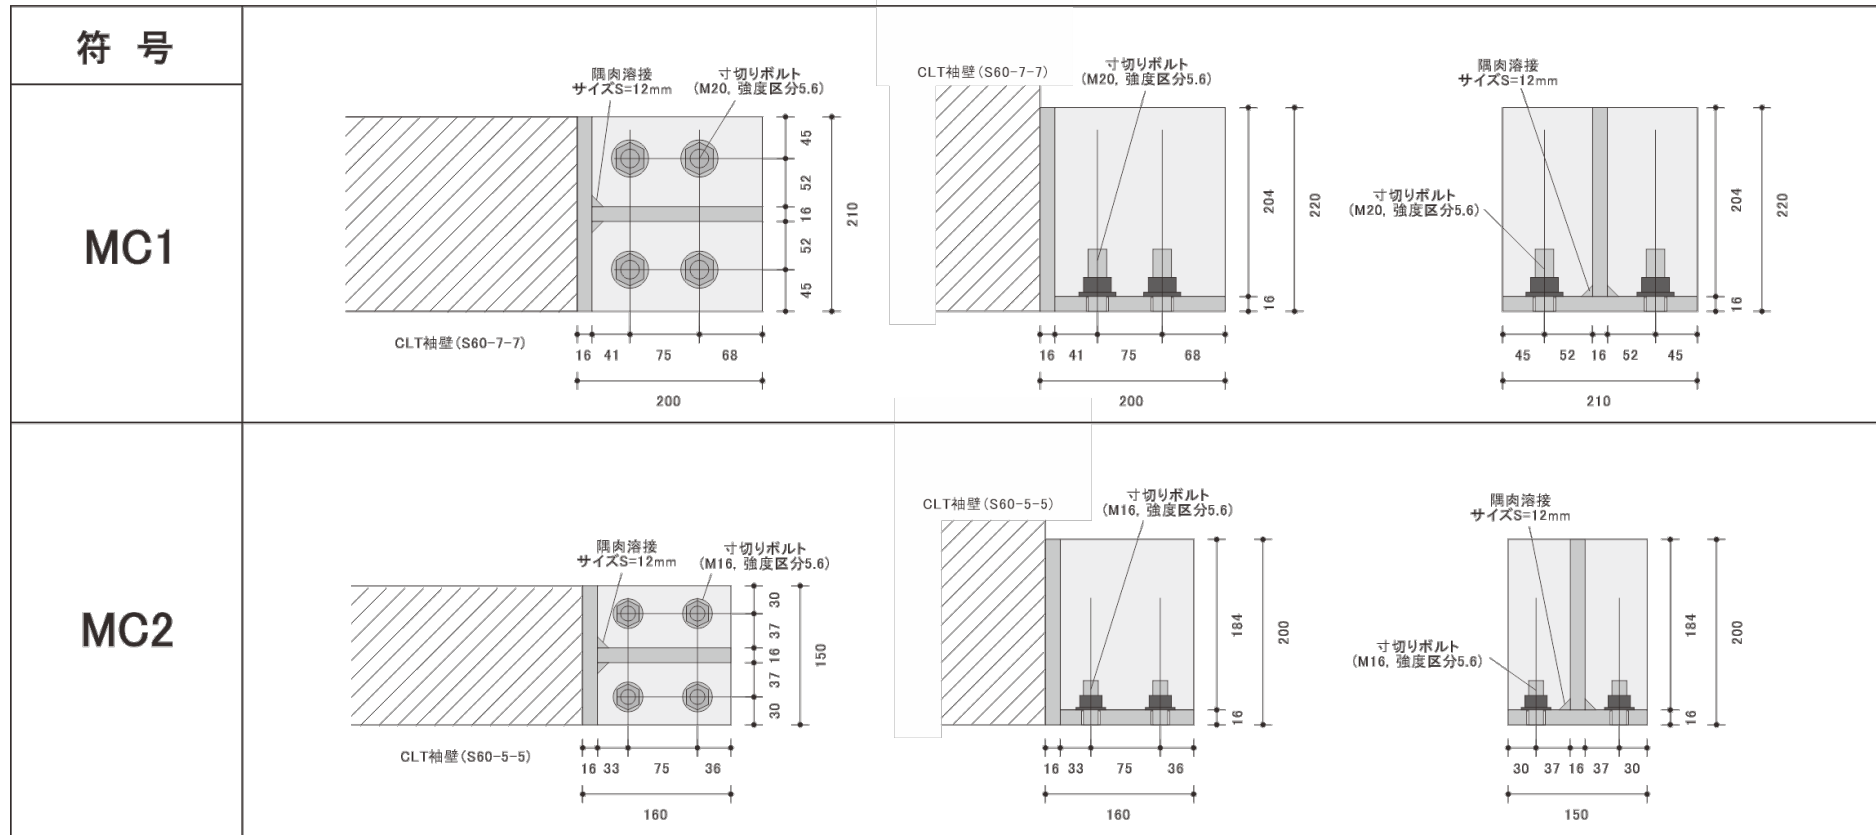 符 号
MC1
隅肉溶接
サイズS=12mm
寸切りボルト
(M20, 強度区分5.6)
45
52
16
52
45
210
CLT袖壁(S60-7-7)
16 41 75 68
200
CLT袖壁(S60-7-7)
寸切りボルト
(M20, 強度区分5.6)
204
16
220
16 41 75 68
200
隅肉溶接
サイズS=12mm
寸切りボルト
(M20, 強度区分5.6)
204
16
220
45 52 16 52 45
210
MC2
隅肉溶接
サイズS=12mm
寸切りボルト
(M16, 強度区分5.6)
30
37
16
37
30
150
CLT袖壁(S60-5-5)
16 33 75 36
160
CLT袖壁(S60-5-5)
寸切りボルト
(M16, 強度区分5.6)
184
16
200
16 33 75 36
160
隅肉溶接
サイズS=12mm
寸切りボルト
(M16, 強度区分5.6)
184
16
200
30 37 16 37 30
150